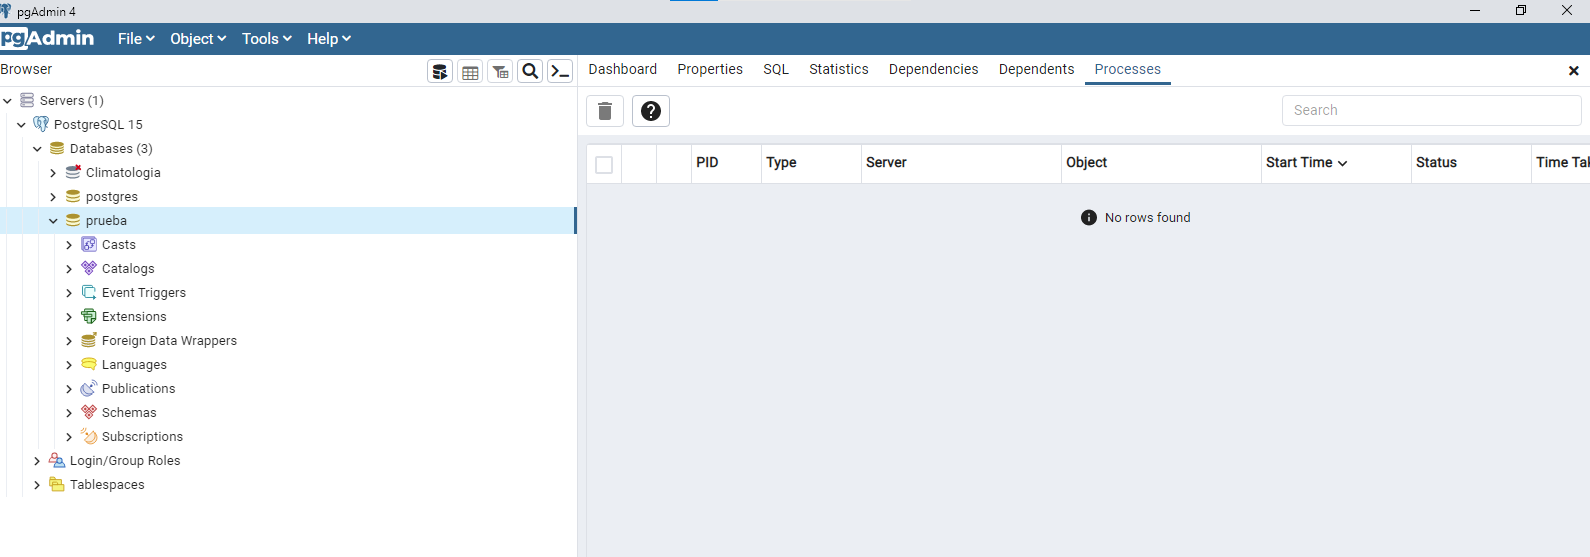 pgAdmin 4
pgAdmin File Object Tools Help
Browser
Dashboard Properties SQL Statistics Dependencies Dependents Processes
Search
Servers (1)
PostgreSQL 15
Databases (3)
Climatologia
postgres
prueba
Casts
Catalogs
Event Triggers
Extensions
Foreign Data Wrappers
Languages
Publications
Schemas
Subscriptions
Login/Group Roles
Tablespaces
PID Type Server Object Start Time Status Time Tak
No rows found